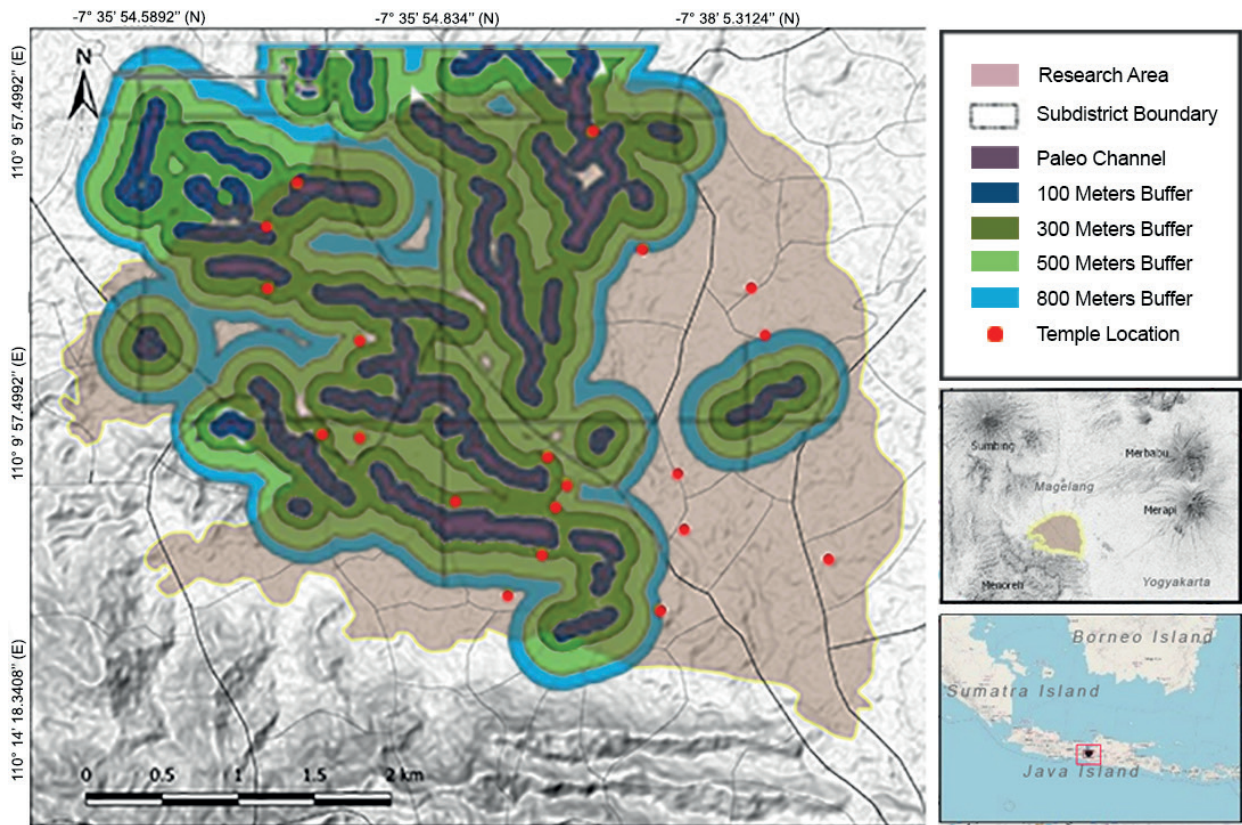 -7° 35' 54.5892" (N)
-7° 35' 54.834" (N)
-7° 38' 5.3124" (N)
110° 9' 57.4992" (E)
110° 9' 57.4992" (E)
110° 14' 18.3408" (E)
N
0 0.5 1 1.5 2 km
Research Area
Subdistrict Boundary
Paleo Channel
100 Meters Buffer
300 Meters Buffer
500 Meters Buffer
800 Meters Buffer
Temple Location
Sumbing
Merbabu
Magelang
Merapi
Menoreh
Yogyakarta
Borneo Island
Sumatra Island
Java Island